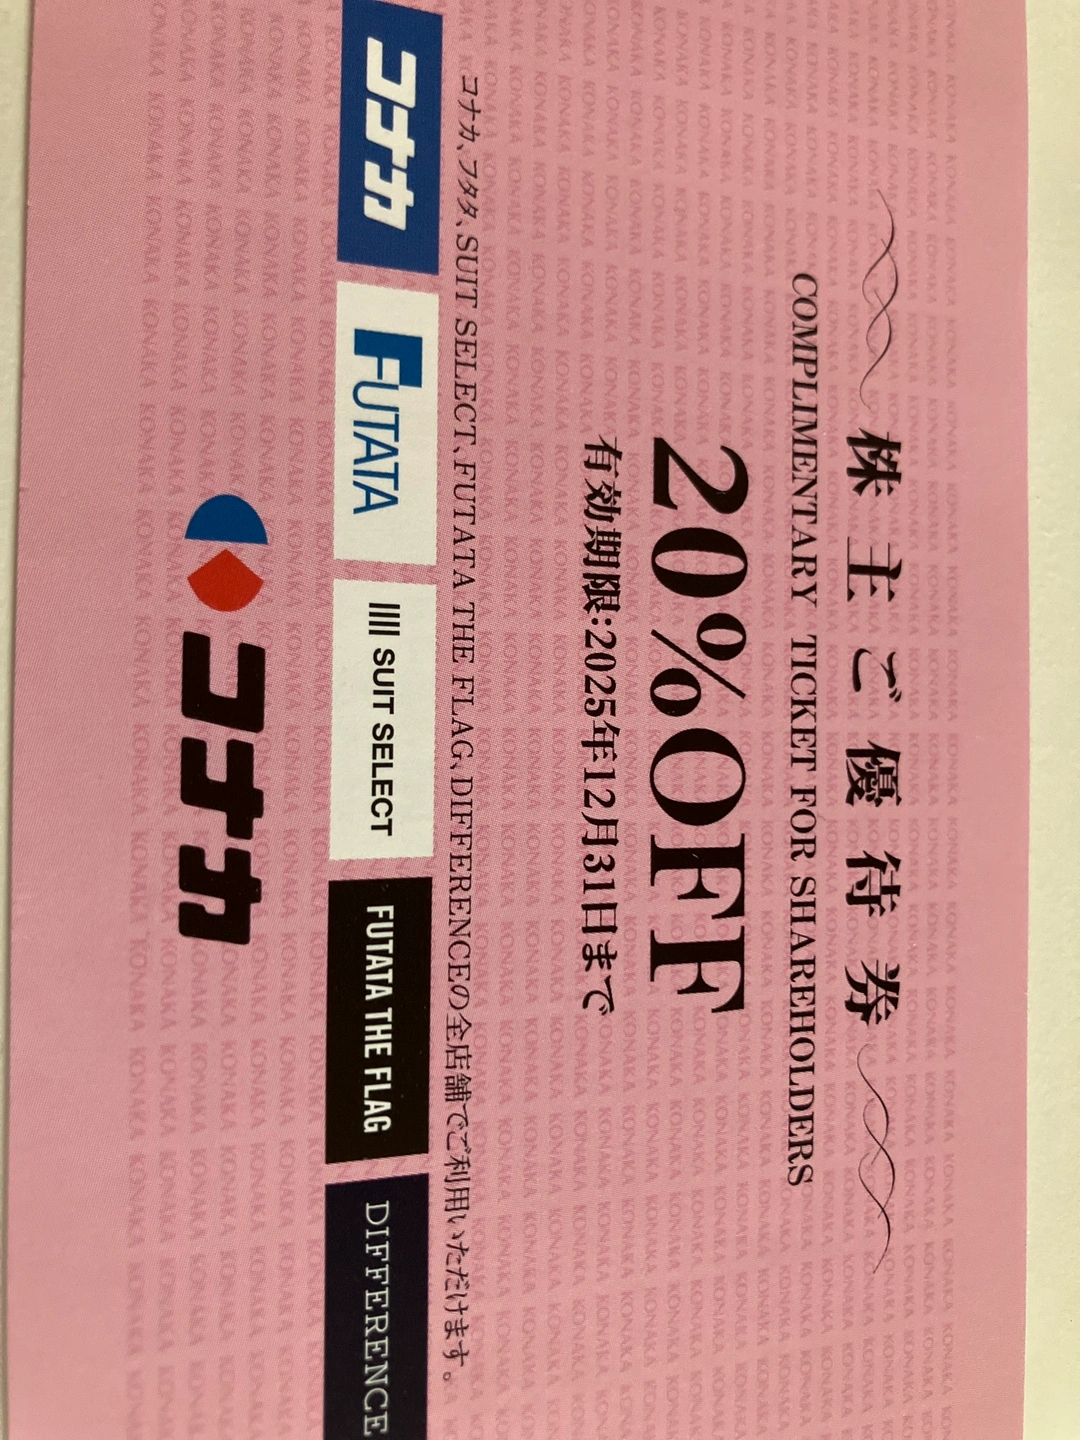 株主ご優待券
COMPLIMENTARY TICKET FOR SHAREHOLDERS
20%OFF
有効期限:2025年12月31日まで
コナカ、フタタ、SUIT SELECT、FUTATA THE FLAG、DIFFERENCEの全店舗でご利用いただけます。
コナカ FUTATA SUIT SELECT FUTATA THE FLAG DIFFERENCE
コナカ